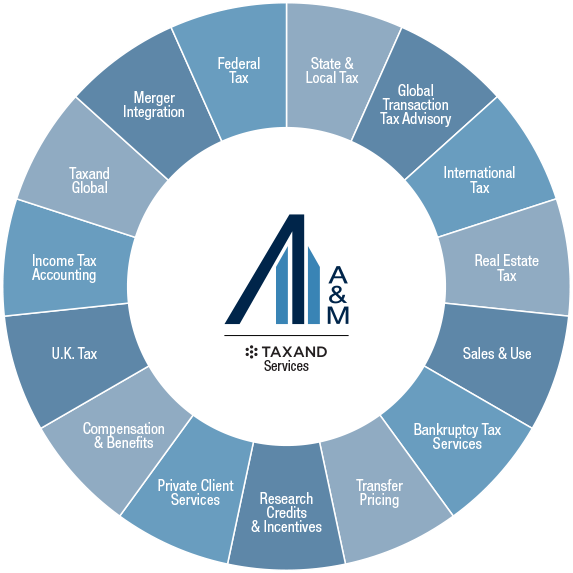 Federal
Tax
State &
Local Tax
Global
Transaction
Tax Advisory
International
Tax
Real Estate
Tax
Sales & Use
Bankruptcy Tax
Services
Transfer
Pricing
Research
Credits
& Incentives
Private Client
Services
Compensation
& Benefits
U.K. Tax
Income Tax
Accounting
Taxand
Global
Merger
Integration
A
&
M
TAXAND
Services